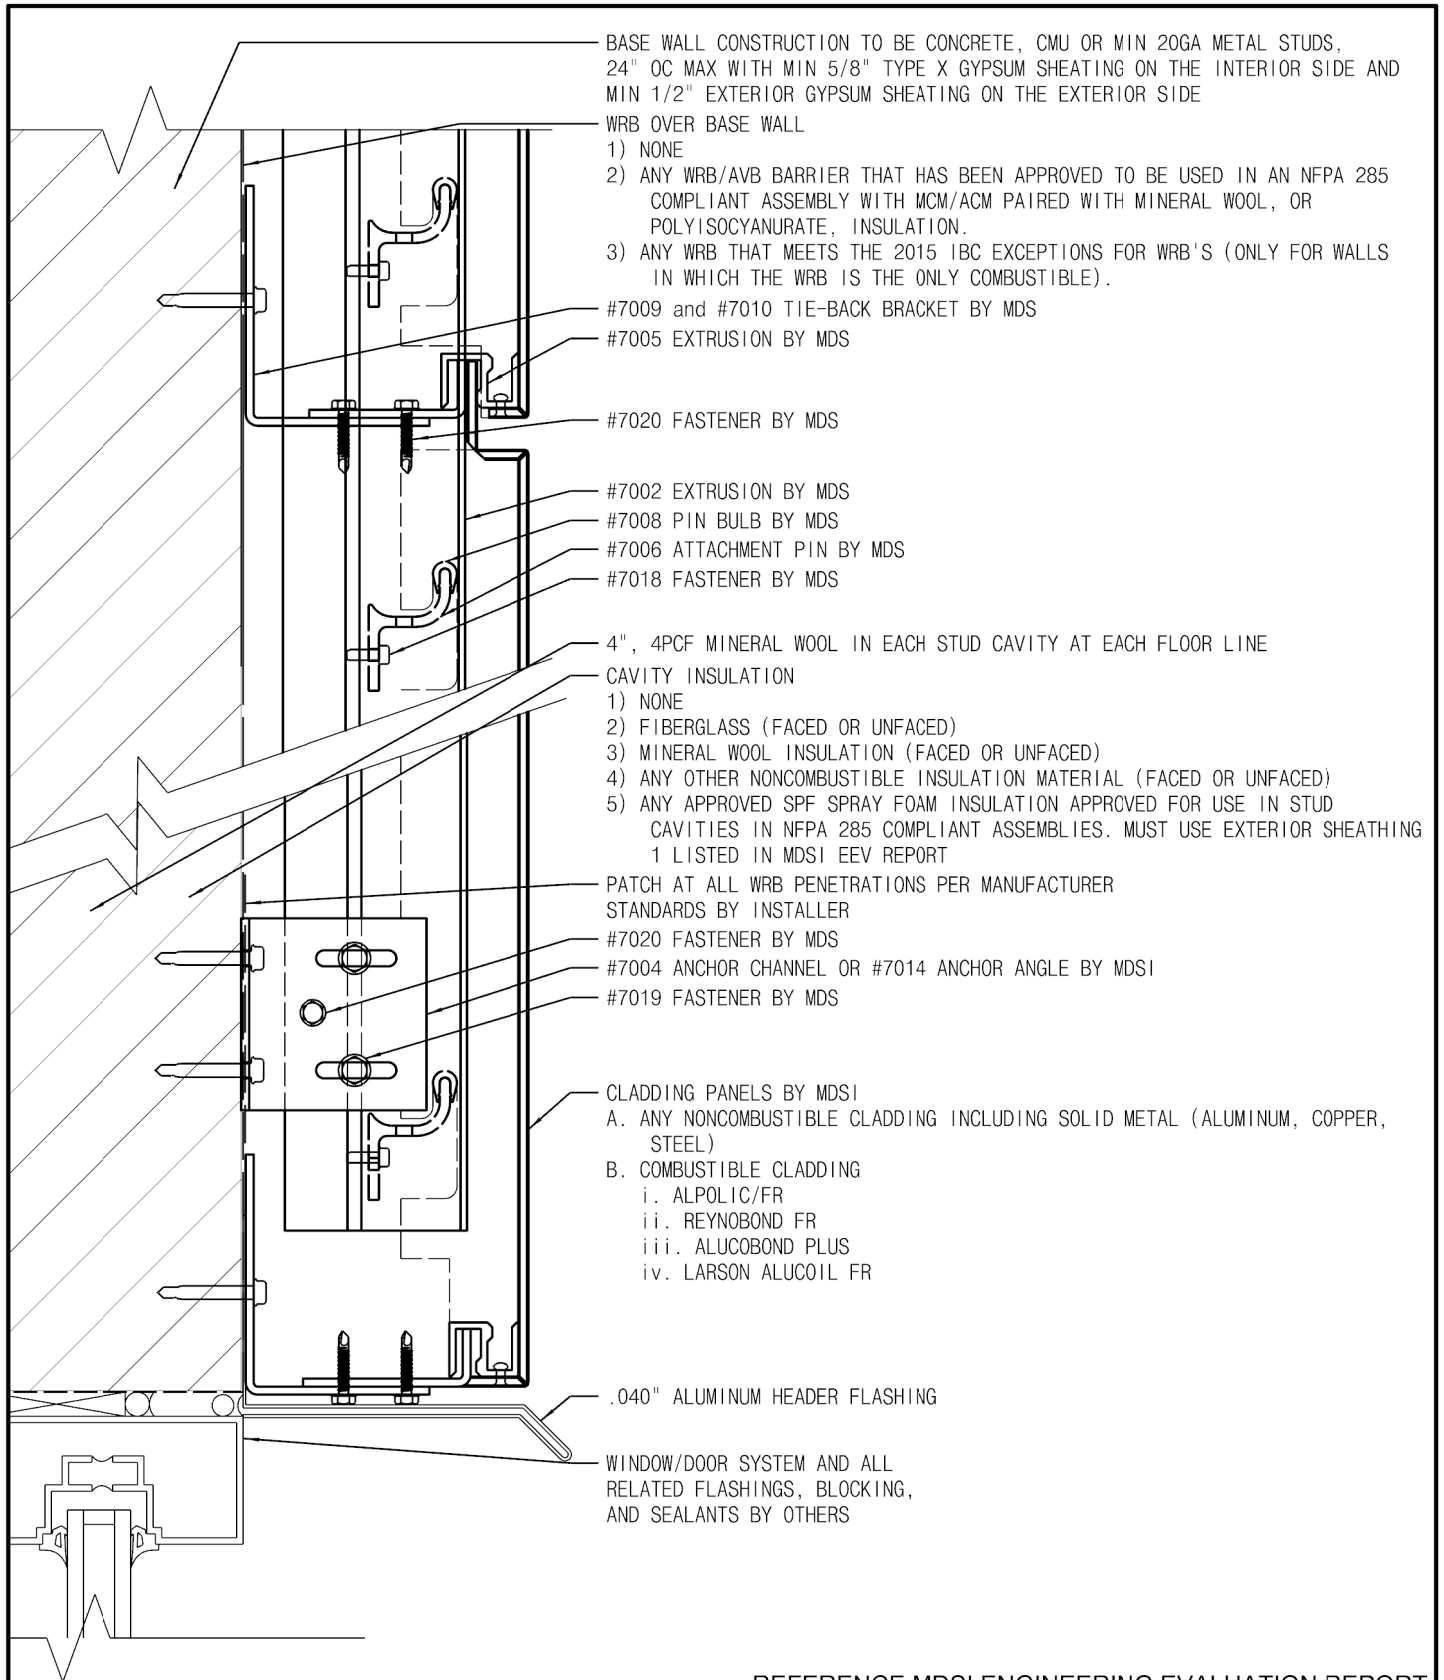 BASE WALL CONSTRUCTION TO BE CONCRETE, CMU OR MIN 20GA METAL STUDS,
24" OC MAX WITH MIN 5/8" TYPE X GYPSUM SHEATING ON THE INTERIOR SIDE AND
MIN 1/2" EXTERIOR GYPSUM SHEATING ON THE EXTERIOR SIDE
WRB OVER BASE WALL
1) NONE
2) ANY WRB/AVB BARRIER THAT HAS BEEN APPROVED TO BE USED IN AN NFPA 285
COMPLIANT ASSEMBLY WITH MCM/ACM PAIRED WITH MINERAL WOOL, OR
POLYISOCYANURATE, INSULATION.
3) ANY WRB THAT MEETS THE 2015 IBC EXCEPTIONS FOR WRB'S (ONLY FOR WALLS
IN WHICH THE WRB IS THE ONLY COMBUSTIBLE).
#7009 and #7010 TIE-BACK BRACKET BY MDS
#7005 EXTRUSION BY MDS
#7020 FASTENER BY MDS
#7002 EXTRUSION BY MDS
#7008 PIN BULB BY MDS
#7006 ATTACHMENT PIN BY MDS
#7018 FASTENER BY MDS
4", 4PCF MINERAL WOOL IN EACH STUD CAVITY AT EACH FLOOR LINE
CAVITY INSULATION
1) NONE
2) FIBERGLASS (FACED OR UNFACED)
3) MINERAL WOOL INSULATION (FACED OR UNFACED)
4) ANY OTHER NONCOMBUSTIBLE INSULATION MATERIAL (FACED OR UNFACED)
5) ANY APPROVED SPF SPRAY FOAM INSULATION APPROVED FOR USE IN STUD
CAVITIES IN NFPA 285 COMPLIANT ASSEMBLIES. MUST USE EXTERIOR SHEATHING
1 LISTED IN MDSI EEV REPORT
PATCH AT ALL WRB PENETRATIONS PER MANUFACTURER
STANDARDS BY INSTALLER
#7020 FASTENER BY MDS
#7004 ANCHOR CHANNEL OR #7014 ANCHOR ANGLE BY MDSI
#7019 FASTENER BY MDS
CLADDING PANELS BY MDSI
A. ANY NONCOMBUSTIBLE CLADDING INCLUDING SOLID METAL (ALUMINUM, COPPER,
STEEL)
B. COMBUSTIBLE CLADDING
i. ALPOLIC/FR
ii. REYNOBOND FR
iii. ALUCOBOND PLUS
iv. LARSON ALUCOIL FR
.040" ALUMINUM HEADER FLASHING
WINDOW/DOOR SYSTEM AND ALL
RELATED FLASHINGS, BLOCKING,
AND SEALANTS BY OTHERS
REFERENCE MDSI ENGINEERING EVALUATION REPORT